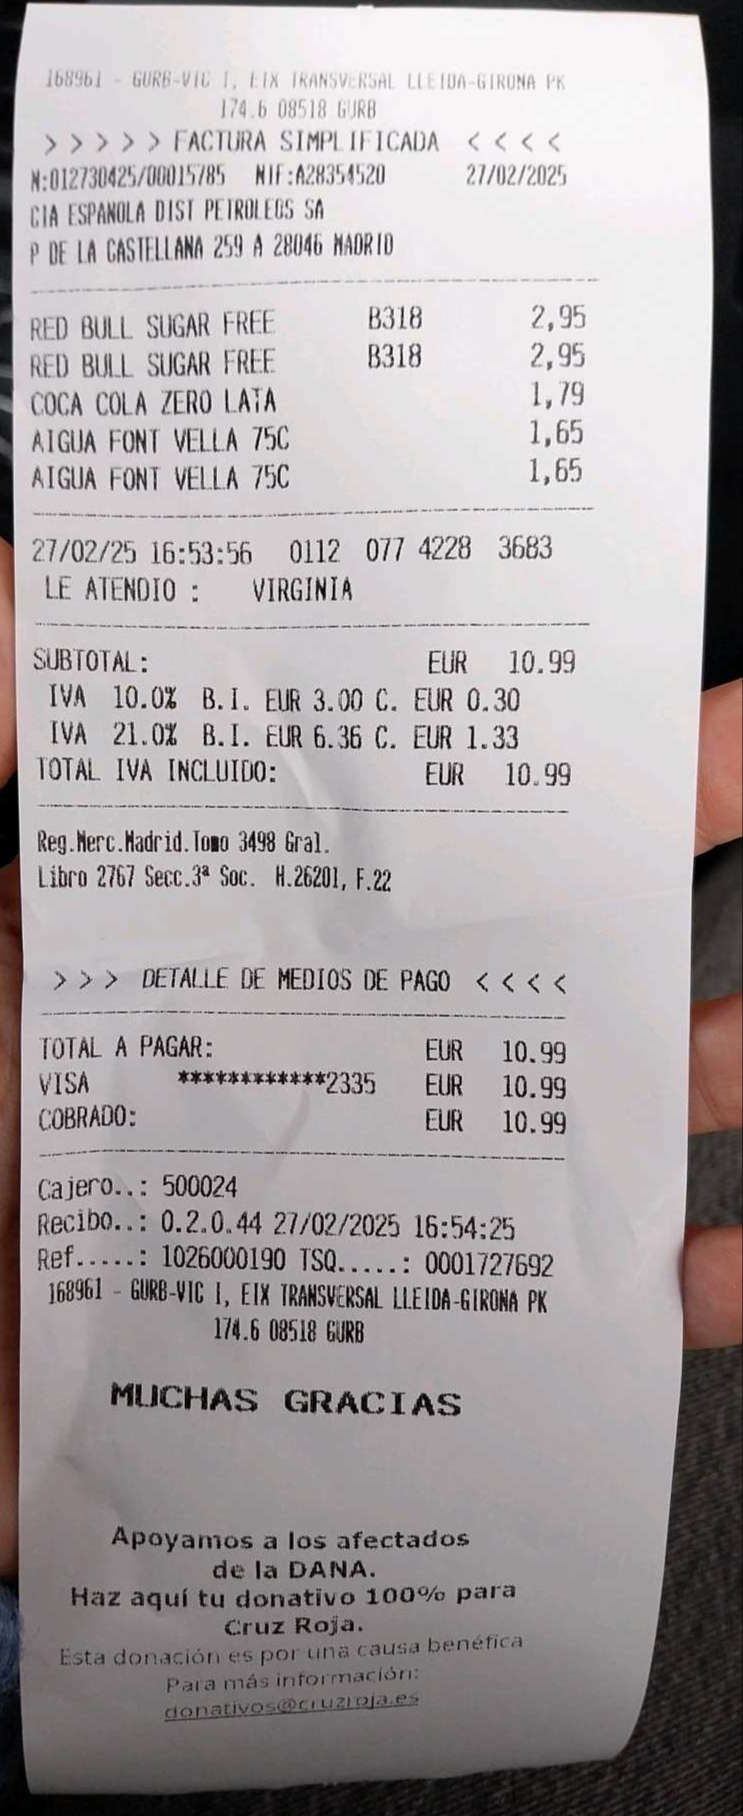 168961 - GURB-VIC I, EIX TRANSVERSAL LLEIDA-GIRONA PK
174.6 08518 GURB
> > > > > FACTURA SIMPLIFICADA < < < <
N:012730425/00015785 NIF:A28354520 27/02/2025
CIA ESPANOLA DIST PETROLEOS SA
P DE LA CASTELLANA 259 A 28046 MADRID
RED BULL SUGAR FREE B318 2,95
RED BULL SUGAR FREE B318 2,95
COCA COLA ZERO LATA 1,79
AIGUA FONT VELLA 75C 1,65
AIGUA FONT VELLA 75C 1,65
27/02/25 16:53:56 0112 077 4228 3683
LE ATENDIO : VIRGINIA
SUBTOTAL: EUR 10.99
IVA 10.0% B.I. EUR 3.00 C. EUR 0.30
IVA 21.0% B.I. EUR 6.36 C. EUR 1.33
TOTAL IVA INCLUIDO: EUR 10.99
Reg.Merc.Madrid.Tomo 3498 Gral.
Libro 2767 Secc.3ª Soc. H.26201, F.22
> > > DETALLE DE MEDIOS DE PAGO < < < <
TOTAL A PAGAR: EUR 10.99
VISA ************2335 EUR 10.99
COBRADO: EUR 10.99
Cajero..: 500024
Recibo..: 0.2.0.44 27/02/2025 16:54:25
Ref.....: 1026000190 TSQ.....: 0001727692
168961 - GURB-VIC I, EIX TRANSVERSAL LLEIDA-GIRONA PK
174.6 08518 GURB
MUCHAS GRACIAS
Apoyamos a los afectados
de la DANA.
Haz aquí tu donativo 100% para
Cruz Roja.
Esta donación es por una causa benéfica
Para más información:
donativos@cruzroja.es